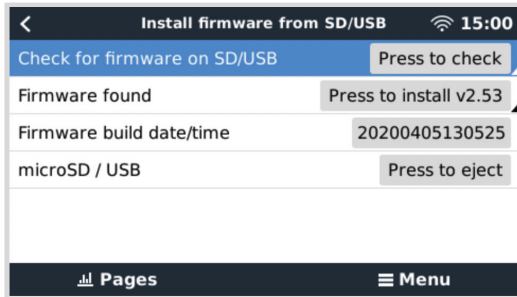 Install firmware from SD/USB 15:00
Check for firmware on SD/USB Press to check
Firmware found Press to install v2.53
Firmware build date/time 20200405130525
microSD / USB Press to eject
Pages Menu